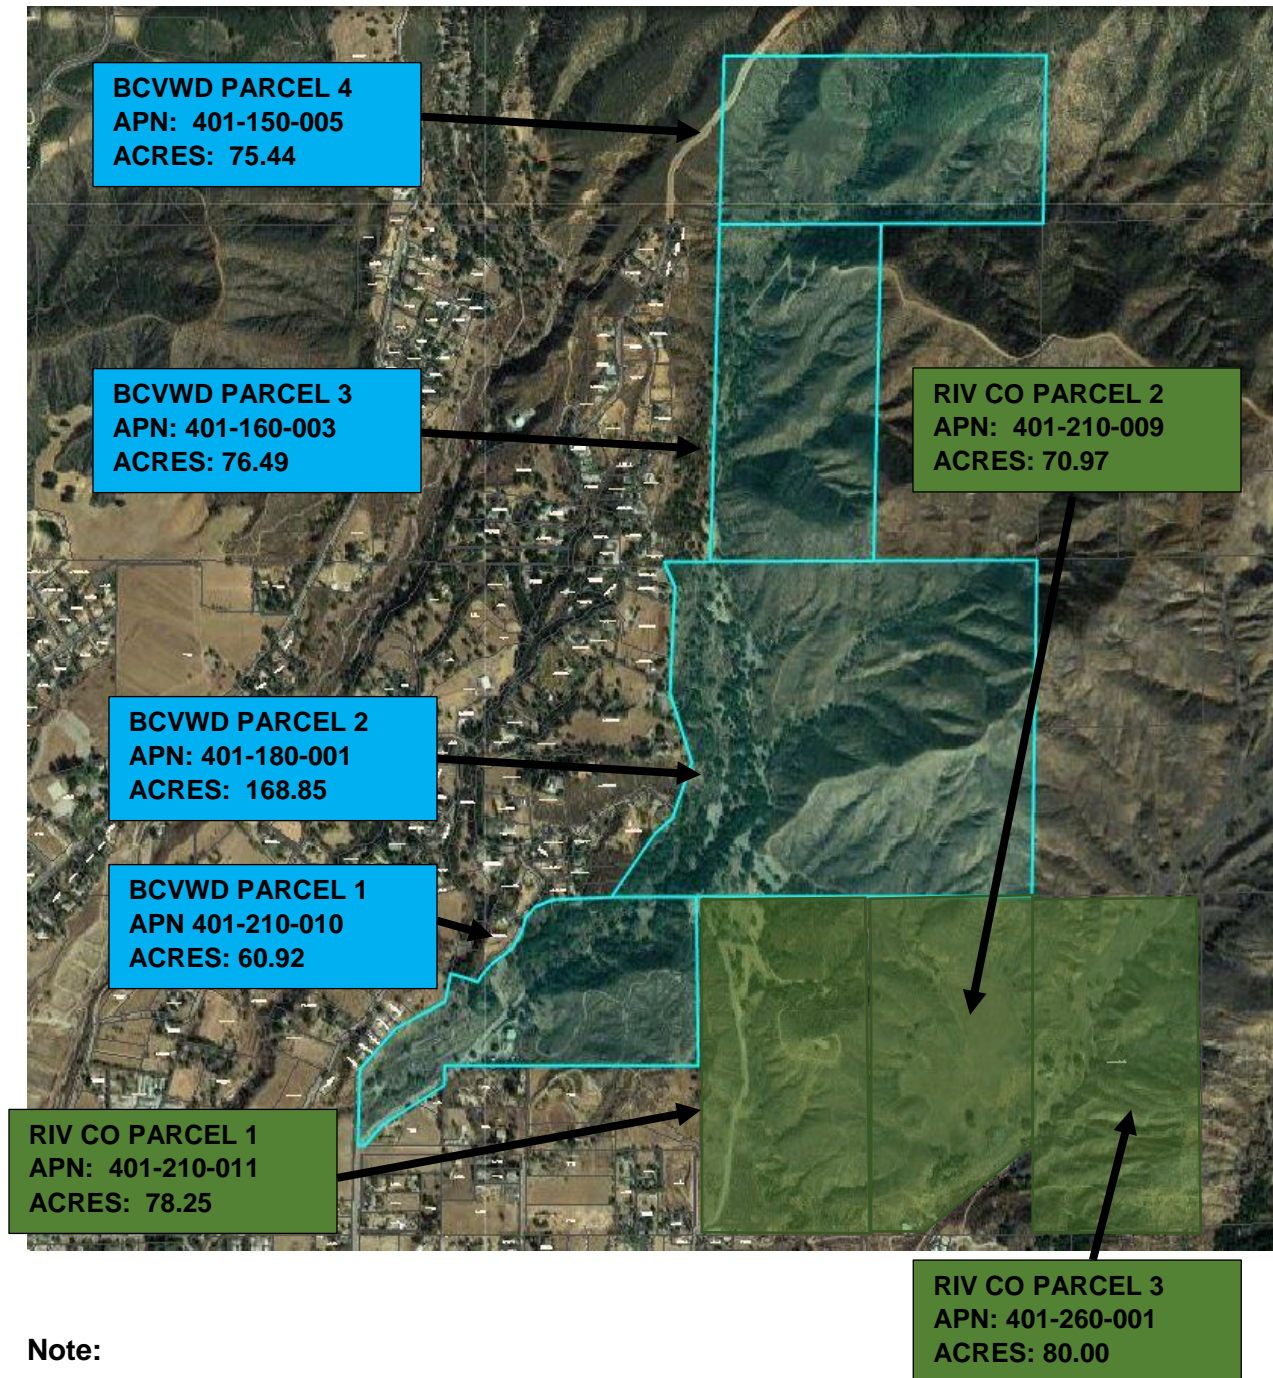 BCVWD PARCEL 4
APN:  401-150-005
ACRES:  75.44
BCVWD PARCEL 3
APN: 401-160-003
ACRES: 76.49
RIV CO PARCEL 2
APN:  401-210-009
ACRES: 70.97
BCVWD PARCEL 2
APN: 401-180-001
ACRES:  168.85
BCVWD PARCEL 1
APN 401-210-010
ACRES: 60.92
RIV CO PARCEL 1
APN:  401-210-011
ACRES:  78.25
RIV CO PARCEL 3
APN: 401-260-001
ACRES: 80.00
Note: